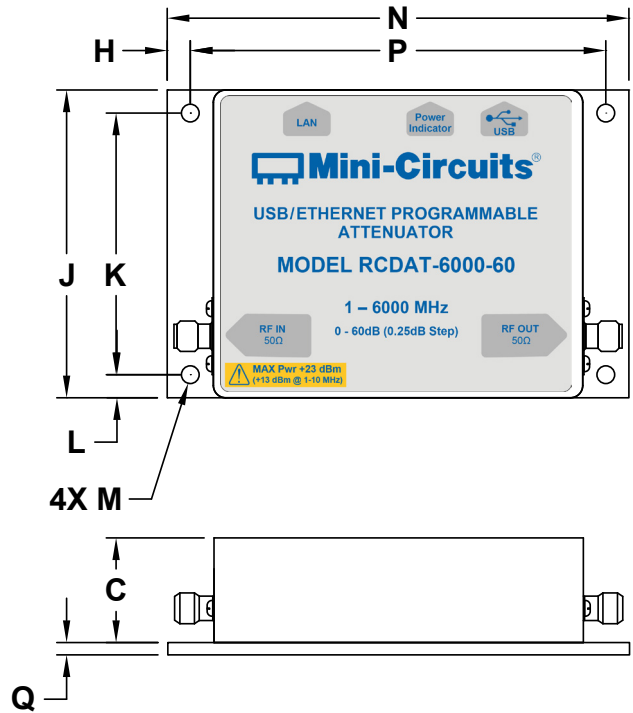 N
H
P
LAN
Power
Indicator
USB
Mini-Circuits®
USB/ETHERNET PROGRAMMABLE
ATTENUATOR
MODEL RCDAT-6000-60
J
K
1 – 6000 MHz
RF IN
50Ω
0 - 60dB (0.25dB Step)
RF OUT
50Ω
MAX Pwr +23 dBm
(+13 dBm @ 1-10 MHz)
L
4X M
C
Q